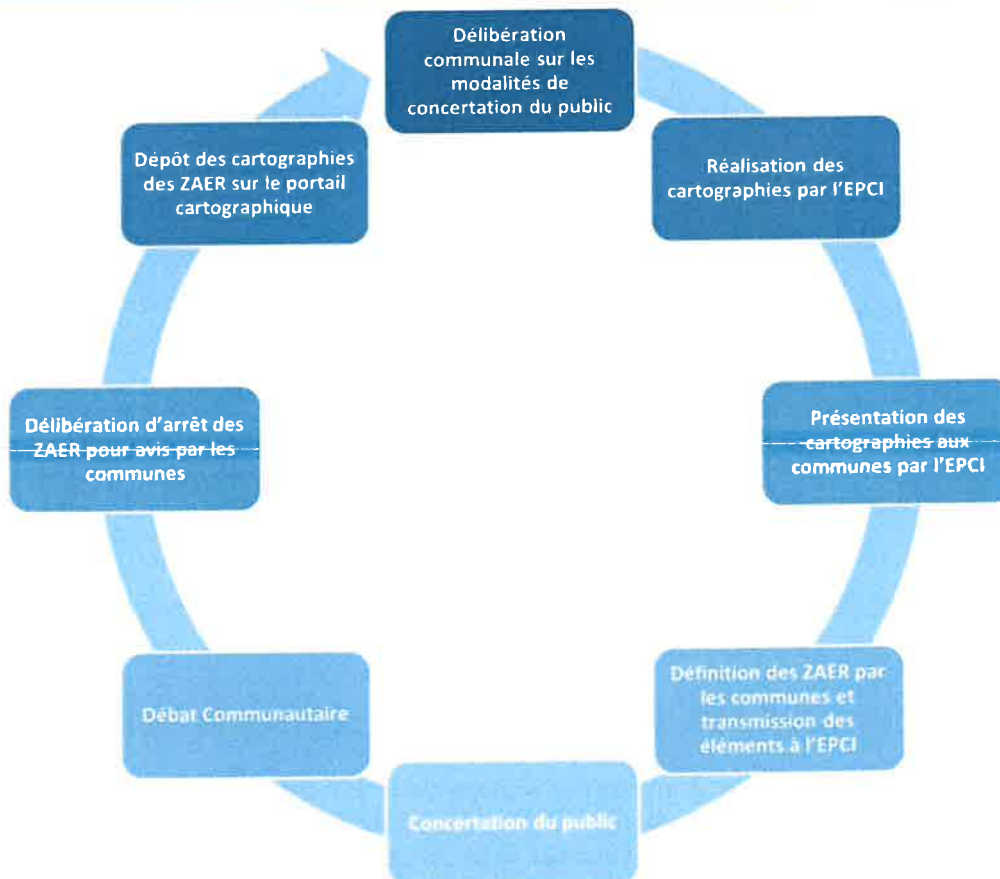 Délibération
communale sur les
modalités de
concertation du public
Réalisation des
cartographies par l'EPCI
Présentation des
cartographies aux
communes par l'EPCI
Définition des ZAER par
les communes et
transmission des
éléments à l'EPCI
Concertation du public
Débat Communautaire
Délibération d'arrêt des
ZAER pour avis par les
communes
Dépôt des cartographies
des ZAER sur le portail
cartographique